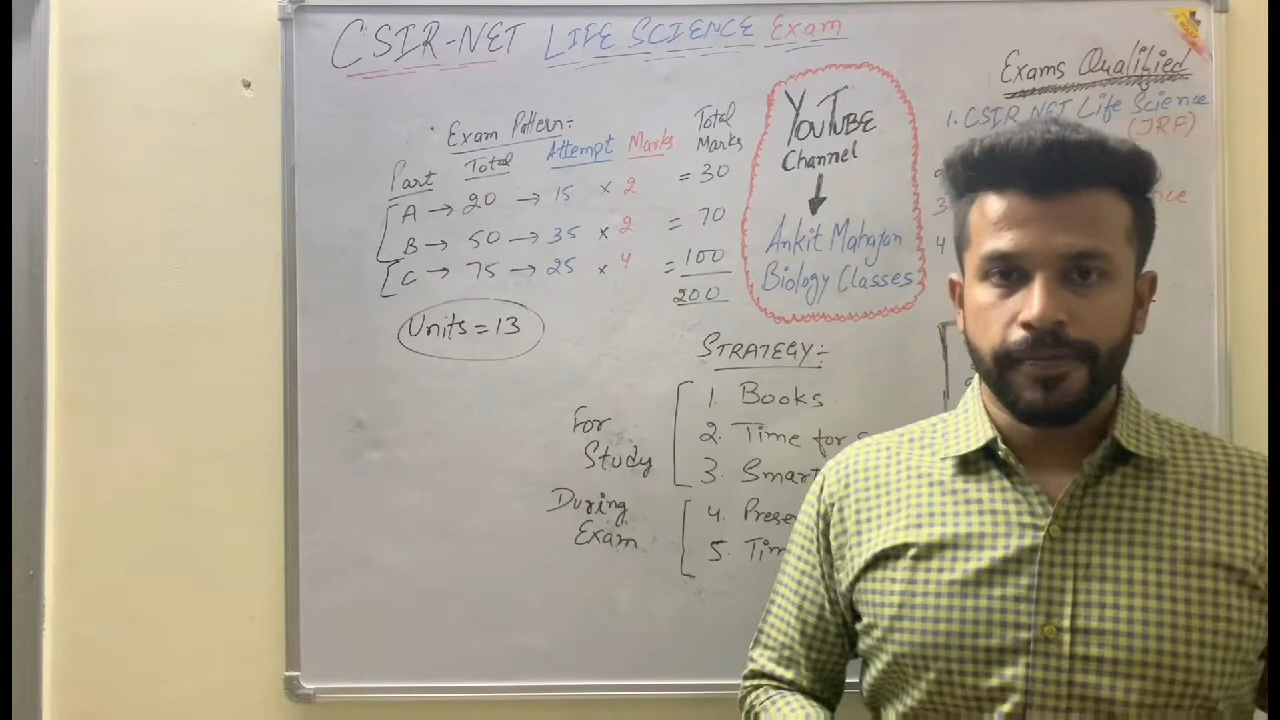 CSIR-NET LIFE SCIENCE Exam
Exam Pattern:-
Part Total Attempt Marks Total Marks
A → 20 → 15 × 2 = 30
B → 50 → 35 × 2 = 70
C → 75 → 25 × 4 = 100
200
Units = 13
YOUTUBE
Channel
Ankit Mahajan
Biology Classes
Exams Qualified
1. CSIR NET Life Science
(JRF)
3
4
STRATEGY:-
For
Study
1. Books
2. Time for
3. Smart
During
Exam
4.
5.